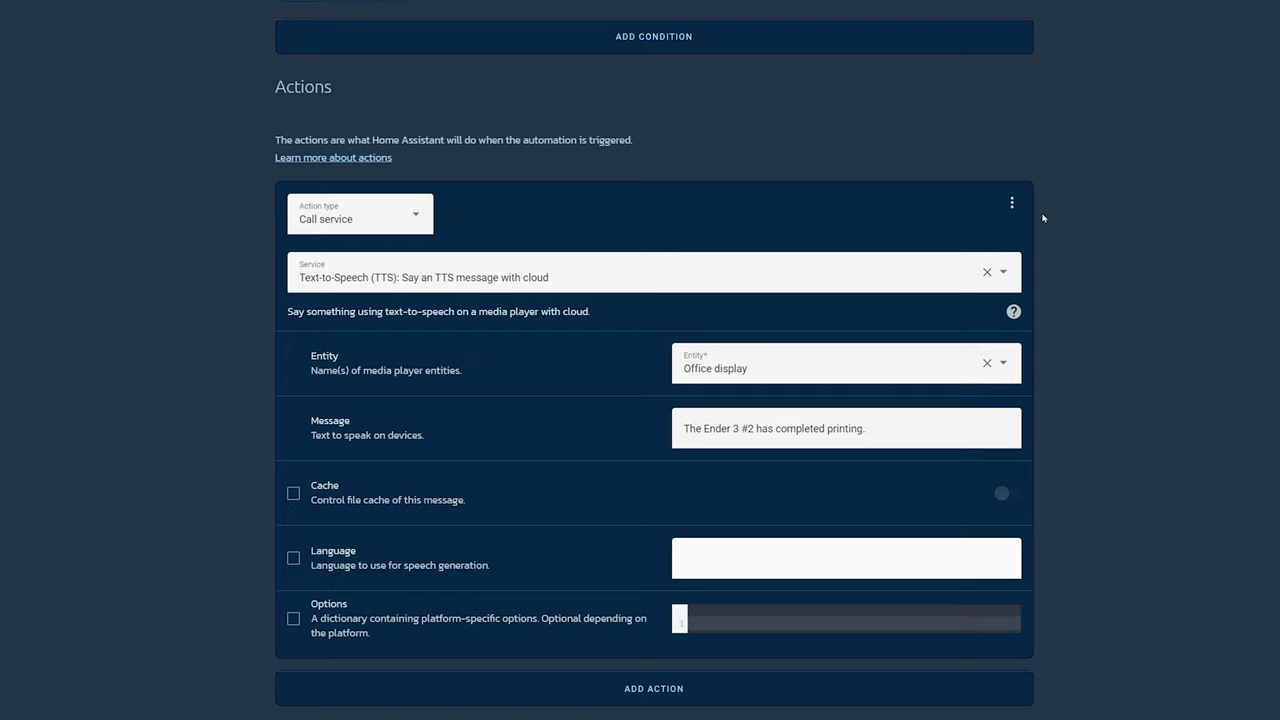 ADD CONDITION
Actions
The actions are what Home Assistant will do when the automation is triggered.
Learn more about actions
Action type
Call service
Service
Text-to-Speech (TTS): Say an TTS message with cloud
Say something using text-to-speech on a media player with cloud.
Entity
Name(s) of media player entities.
Entity*
Office display
Message
Text to speak on devices.
The Ender 3 #2 has completed printing.
Cache
Control file cache of this message.
Language
Language to use for speech generation.
Options
A dictionary containing platform-specific options. Optional depending on
the platform.
1
ADD ACTION